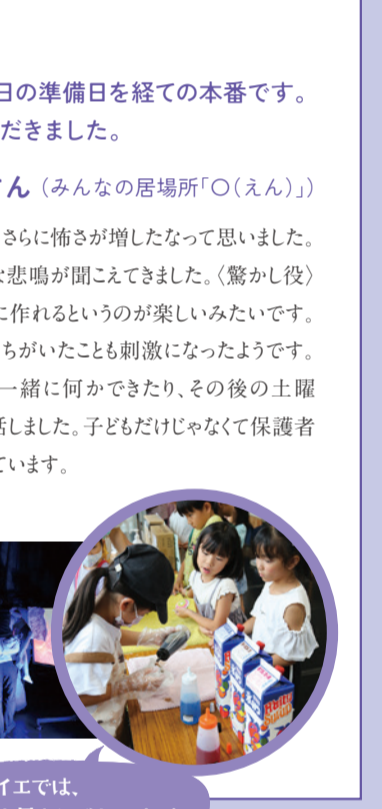 日の準備日を経ての本番です。
だきました。
さん（みんなの居場所「〇（えん）」）
さらに怖さが増したなって思いました。
な悲鳴が聞こえてきました。〈驚かし役〉
に作れるというのが楽しいみたいです。
ちがいたことも刺激になったようです。
一緒に何かできたり、その後の土曜
話しました。子どもだけじゃなくて保護者
ています。
イエでは、